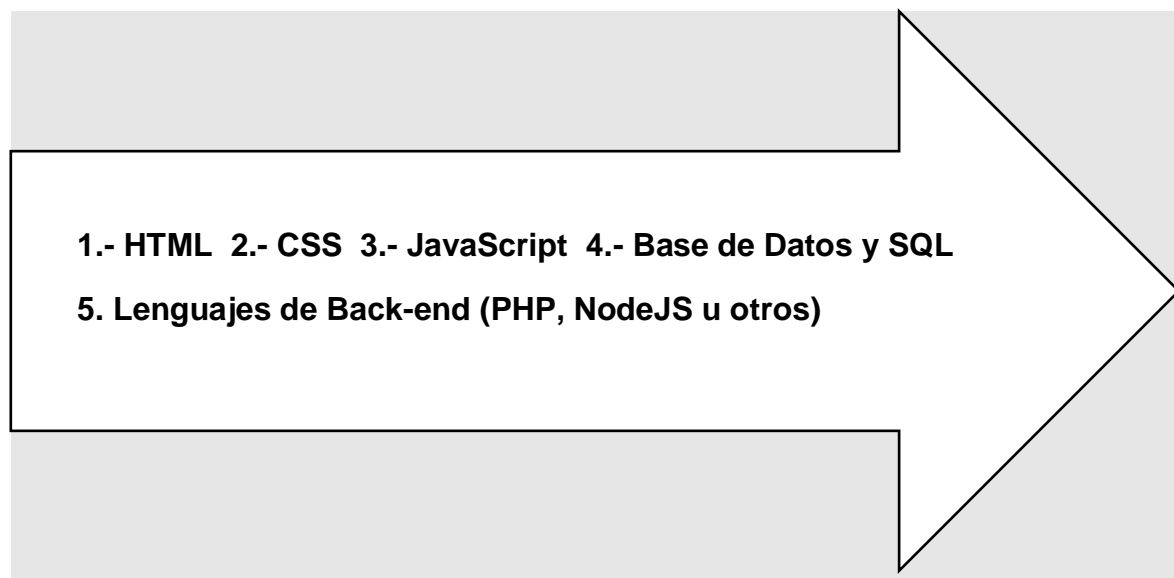 1.- HTML 2.- CSS 3.- JavaScript 4.- Base de Datos y SQL
5. Lenguajes de Back-end (PHP, NodeJS u otros)